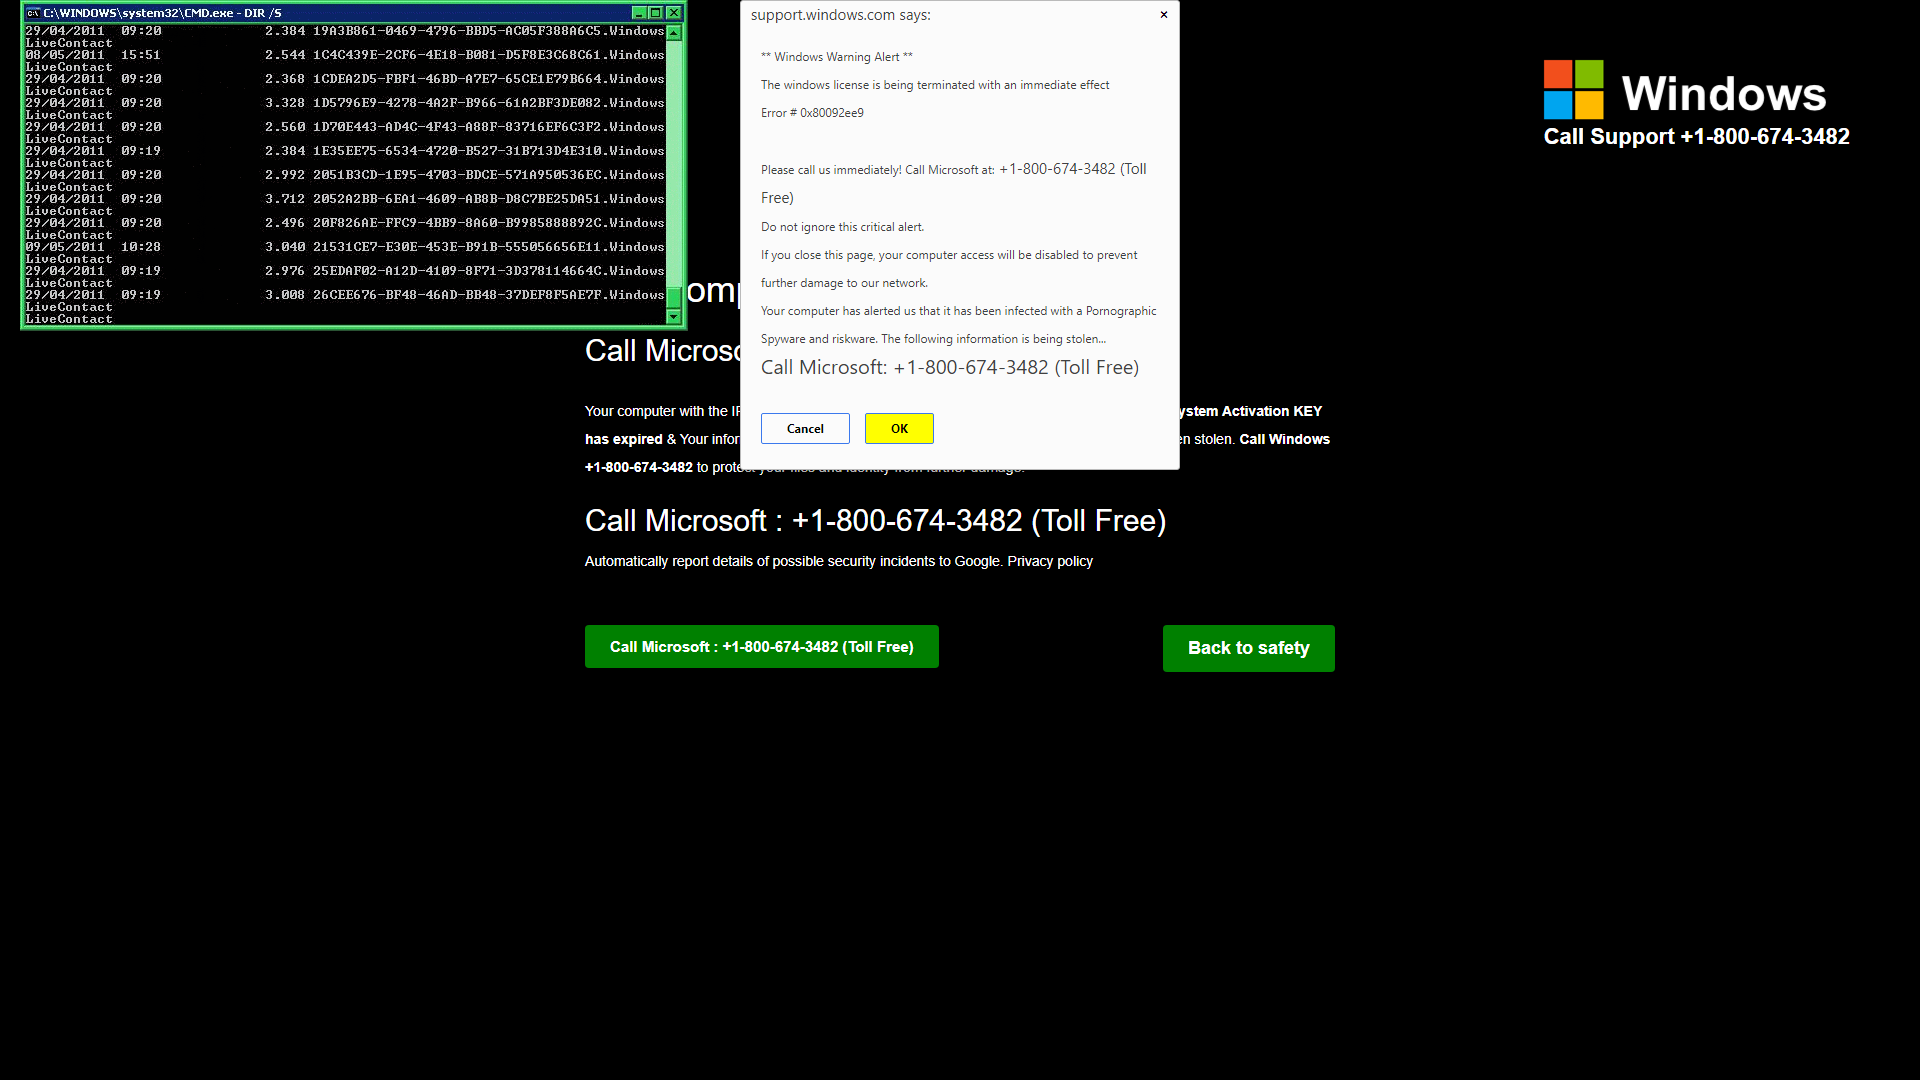 C:\WINDOWS\system32\CMD.exe - DIR /S
29/04/2011  09:20             2.384 19A3B861-0469-4796-BBD5-AC05F388A6C5.Windows
LiveContact
08/05/2011  15:51             2.544 1C4C439E-2CF6-4E18-B081-D5F8E3C68C61.Windows
LiveContact
29/04/2011  09:20             2.368 1CDEA2D5-FBF1-46BD-A7E7-65CE1E79B664.Windows
LiveContact
29/04/2011  09:20             3.328 1D5796E9-4278-4A2F-B966-61A2BF3DE082.Windows
LiveContact
29/04/2011  09:20             2.560 1D70E443-AD4C-4F43-A88F-83716EF6C3F2.Windows
LiveContact
29/04/2011  09:19             2.384 1E35EE75-6534-4720-B527-31B713D4E310.Windows
LiveContact
29/04/2011  09:20             2.992 2051B3CD-1E95-4703-BDCE-571A950536EC.Windows
LiveContact
29/04/2011  09:20             3.712 2052A2BB-6EA1-4609-AB8B-D8C7BE25DA51.Windows
LiveContact
29/04/2011  09:20             2.496 20F826AE-FFC9-4BB9-8A60-B9985888892C.Windows
LiveContact
09/05/2011  10:28             3.040 21531CE7-E30E-453E-B91B-555056656E11.Windows
LiveContact
29/04/2011  09:19             2.976 25EDAF02-A12D-4109-8F71-3D378114664C.Windows
LiveContact
29/04/2011  09:19             3.008 26CEE676-BF48-46AD-BB48-37DEF8F5AE7F.Windows
LiveContact
LiveContact
support.windows.com says:
** Windows Warning Alert **
The windows license is being terminated with an immediate effect
Error # 0x80092ee9
Please call us immediately! Call Microsoft at: +1-800-674-3482 (Toll
Free)
Do not ignore this critical alert.
If you close this page, your computer access will be disabled to prevent
further damage to our network.
Your computer has alerted us that it has been infected with a Pornographic
Spyware and riskware. The following information is being stolen...
Call Microsoft: +1-800-674-3482 (Toll Free)
Cancel
OK
Windows
Call Support +1-800-674-3482
Call
Your computer with the Activation KEY
has expired & Your stolen. Call Windows
+1-800-674-3482 to protect your files and identity from further damage.
Call Microsoft : +1-800-674-3482 (Toll Free)
Automatically report details of possible security incidents to Google. Privacy policy
Call Microsoft : +1-800-674-3482 (Toll Free)
Back to safety